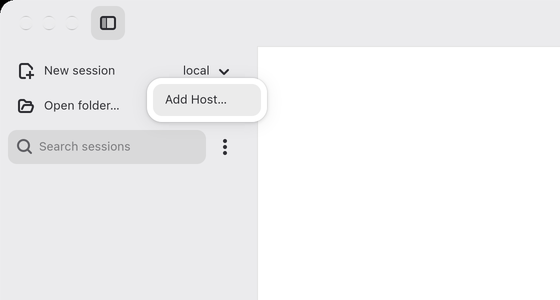 New session
local
Add Host...
Open folder...
Search sessions